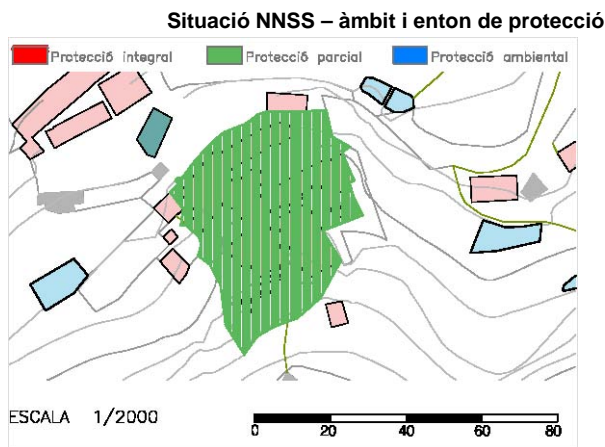 Situació NNSS – àmbit i enton de protecció
Protecció integral Protecció parcial Protecció ambiental
ESCALA 1/2000
0 20 40 60 80